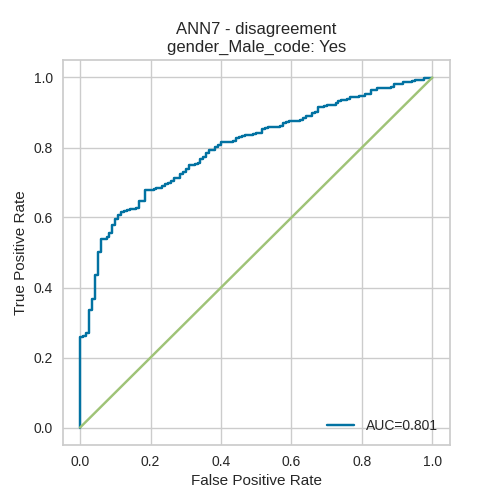 ANN7 - disagreement
gender_Male_code: Yes
True Positive Rate
1.0
0.8
0.6
0.4
0.2
0.0
AUC=0.801
0.0 0.2 0.4 0.6 0.8 1.0
False Positive Rate